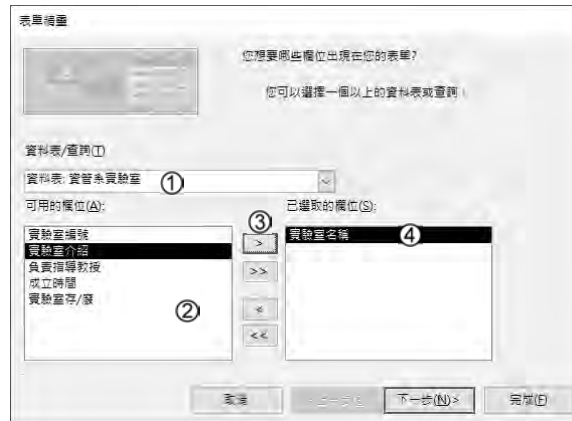 表單精靈
您想要哪些欄位出現在您的表單?
您可以選擇一個以上的資料表或查詢。
資料表/查詢(T)
資料表: 資管系實驗室 ①
可用的欄位(A):
已選取的欄位(S):
實驗室編號
實驗室介紹
負責指導教授
成立時間
實驗室存/廢
②
③
>
>>
<
<<
實驗室名稱 ④
取消
<上一步(B)
下一步(N)>
完成(F)